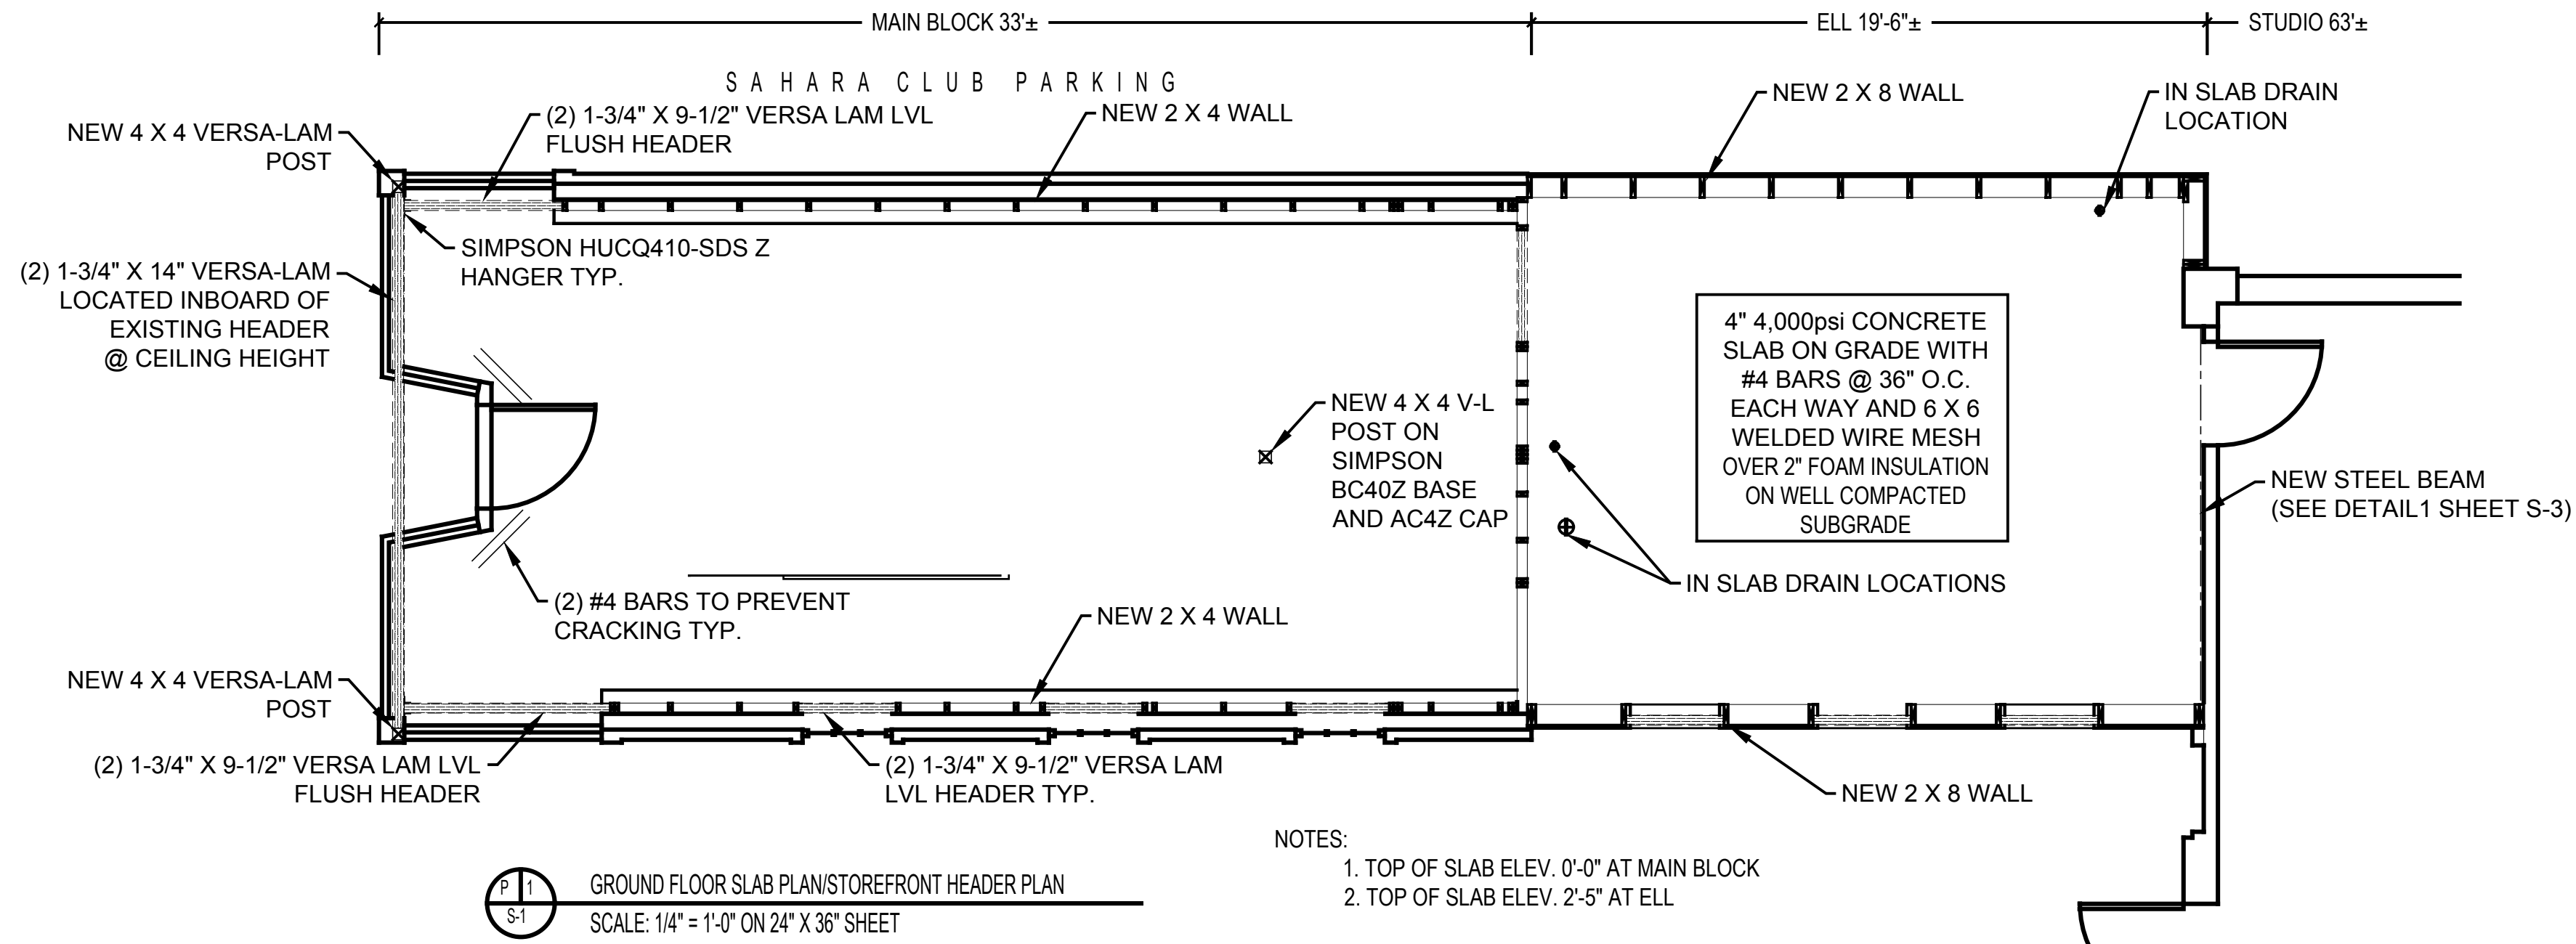 MAIN BLOCK 33'±
ELL 19'-6"±
STUDIO 63'±
SAHARA CLUB PARKING
NEW 4 X 4 VERSA-LAM
POST
(2) 1-3/4" X 9-1/2" VERSA LAM LVL
FLUSH HEADER
NEW 2 X 4 WALL
NEW 2 X 8 WALL
IN SLAB DRAIN
LOCATION
SIMPSON HUCQ410-SDS Z
HANGER TYP.
(2) 1-3/4" X 14" VERSA-LAM
LOCATED INBOARD OF
EXISTING HEADER
@ CEILING HEIGHT
4" 4,000psi CONCRETE
SLAB ON GRADE WITH
#4 BARS @ 36" O.C.
EACH WAY AND 6 X 6
WELDED WIRE MESH
OVER 2" FOAM INSULATION
ON WELL COMPACTED
SUBGRADE
NEW 4 X 4 V-L
POST ON
SIMPSON
BC40Z BASE
AND AC4Z CAP
NEW STEEL BEAM
(SEE DETAIL1 SHEET S-3)
IN SLAB DRAIN LOCATIONS
(2) #4 BARS TO PREVENT
CRACKING TYP.
NEW 2 X 4 WALL
NEW 4 X 4 VERSA-LAM
POST
(2) 1-3/4" X 9-1/2" VERSA LAM LVL
FLUSH HEADER
(2) 1-3/4" X 9-1/2" VERSA LAM
LVL HEADER TYP.
NEW 2 X 8 WALL
NOTES:
1. TOP OF SLAB ELEV. 0'-0" AT MAIN BLOCK
2. TOP OF SLAB ELEV. 2'-5" AT ELL
P 1
S-1
GROUND FLOOR SLAB PLAN/STOREFRONT HEADER PLAN
SCALE: 1/4" = 1'-0" ON 24" X 36" SHEET